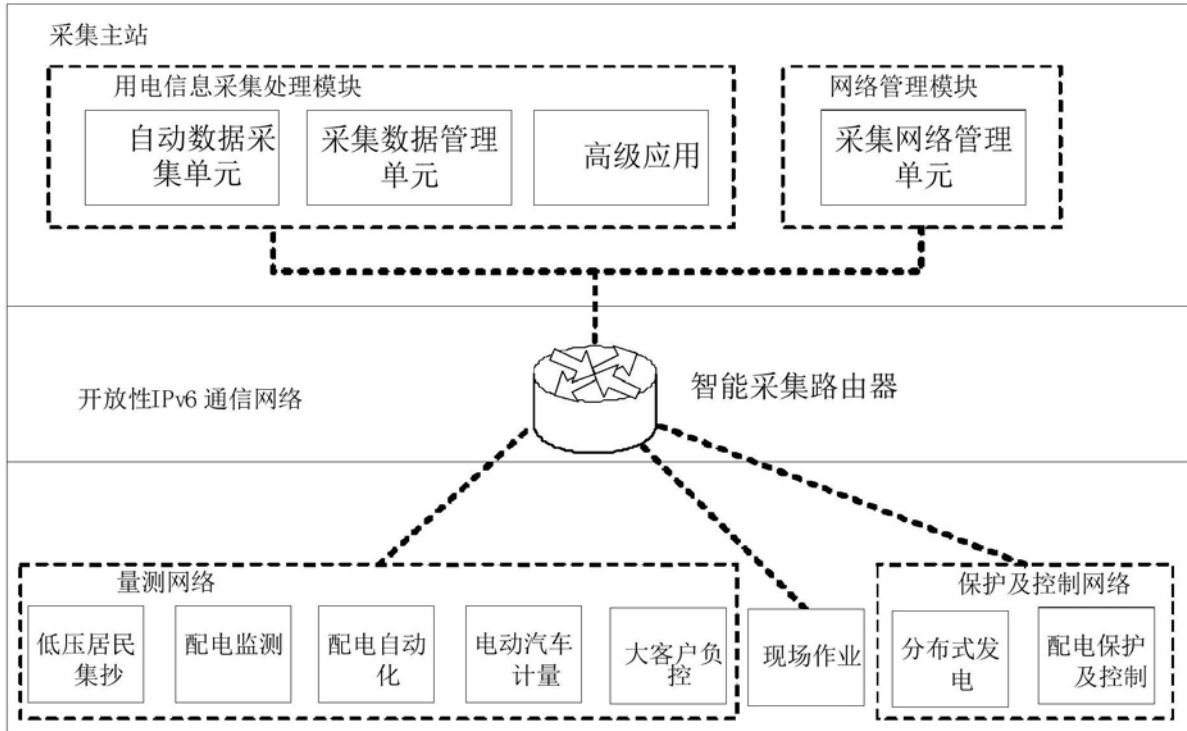 采集主站
用电信息采集处理模块
自动数据采
集单元
采集数据管理
单元
高级应用
网络管理模块
采集网络管理
单元
开放性IPv6 通信网络
智能采集路由器
量测网络
低压居民
集抄
配电监测
配电自动
化
电动汽车
计量
大客户负
控
现场作业
保护及控制网络
分布式发
电
配电保护
及控制